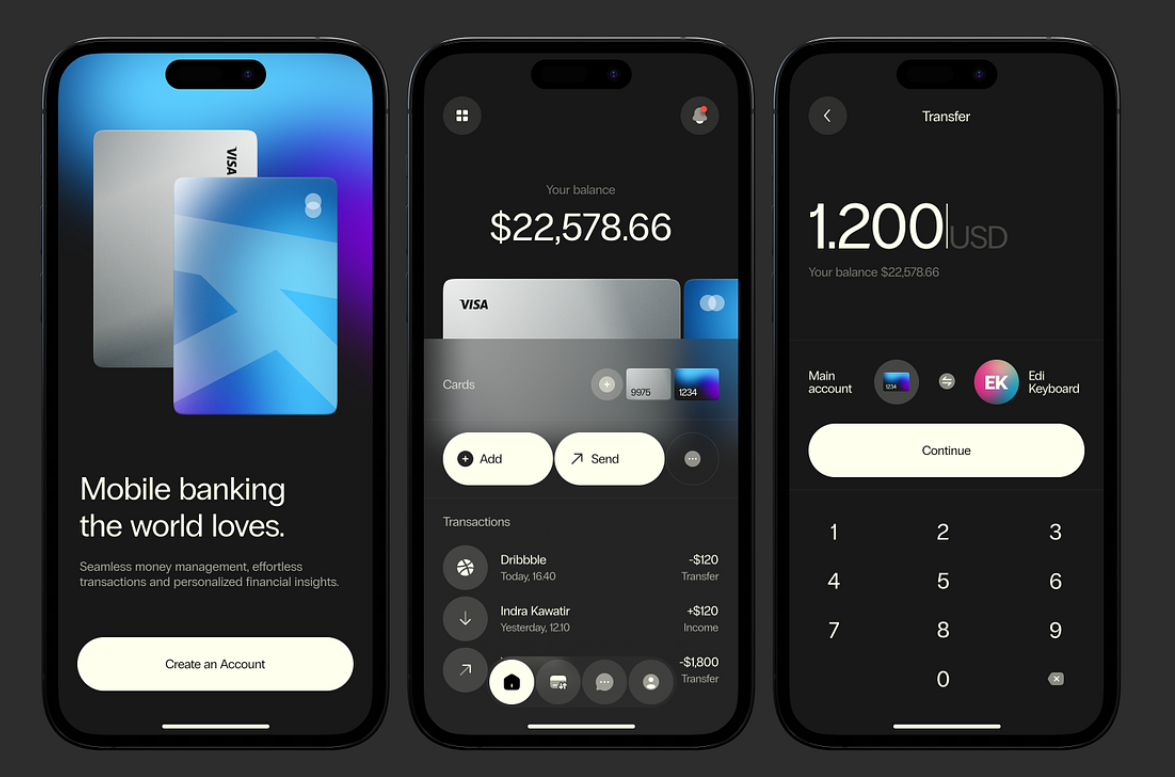 VISA
Mobile banking
the world loves.
Seamless money management, effortless
transactions and personalized financial insights.
Create an Account
Your balance
$22,578.66
VISA
Cards
9975
1234
Add
Send
Transactions
Dribbble
-$120
Today, 16.40
Transfer
Indra Kawatir
+$120
Yesterday, 12.10
Income
-$1,800
Transfer
Transfer
1.200 USD
Your balance $22,578.66
Main
account
1234
EK
Edi
Keyboard
Continue
1 2 3
4 5 6
7 8 9
0